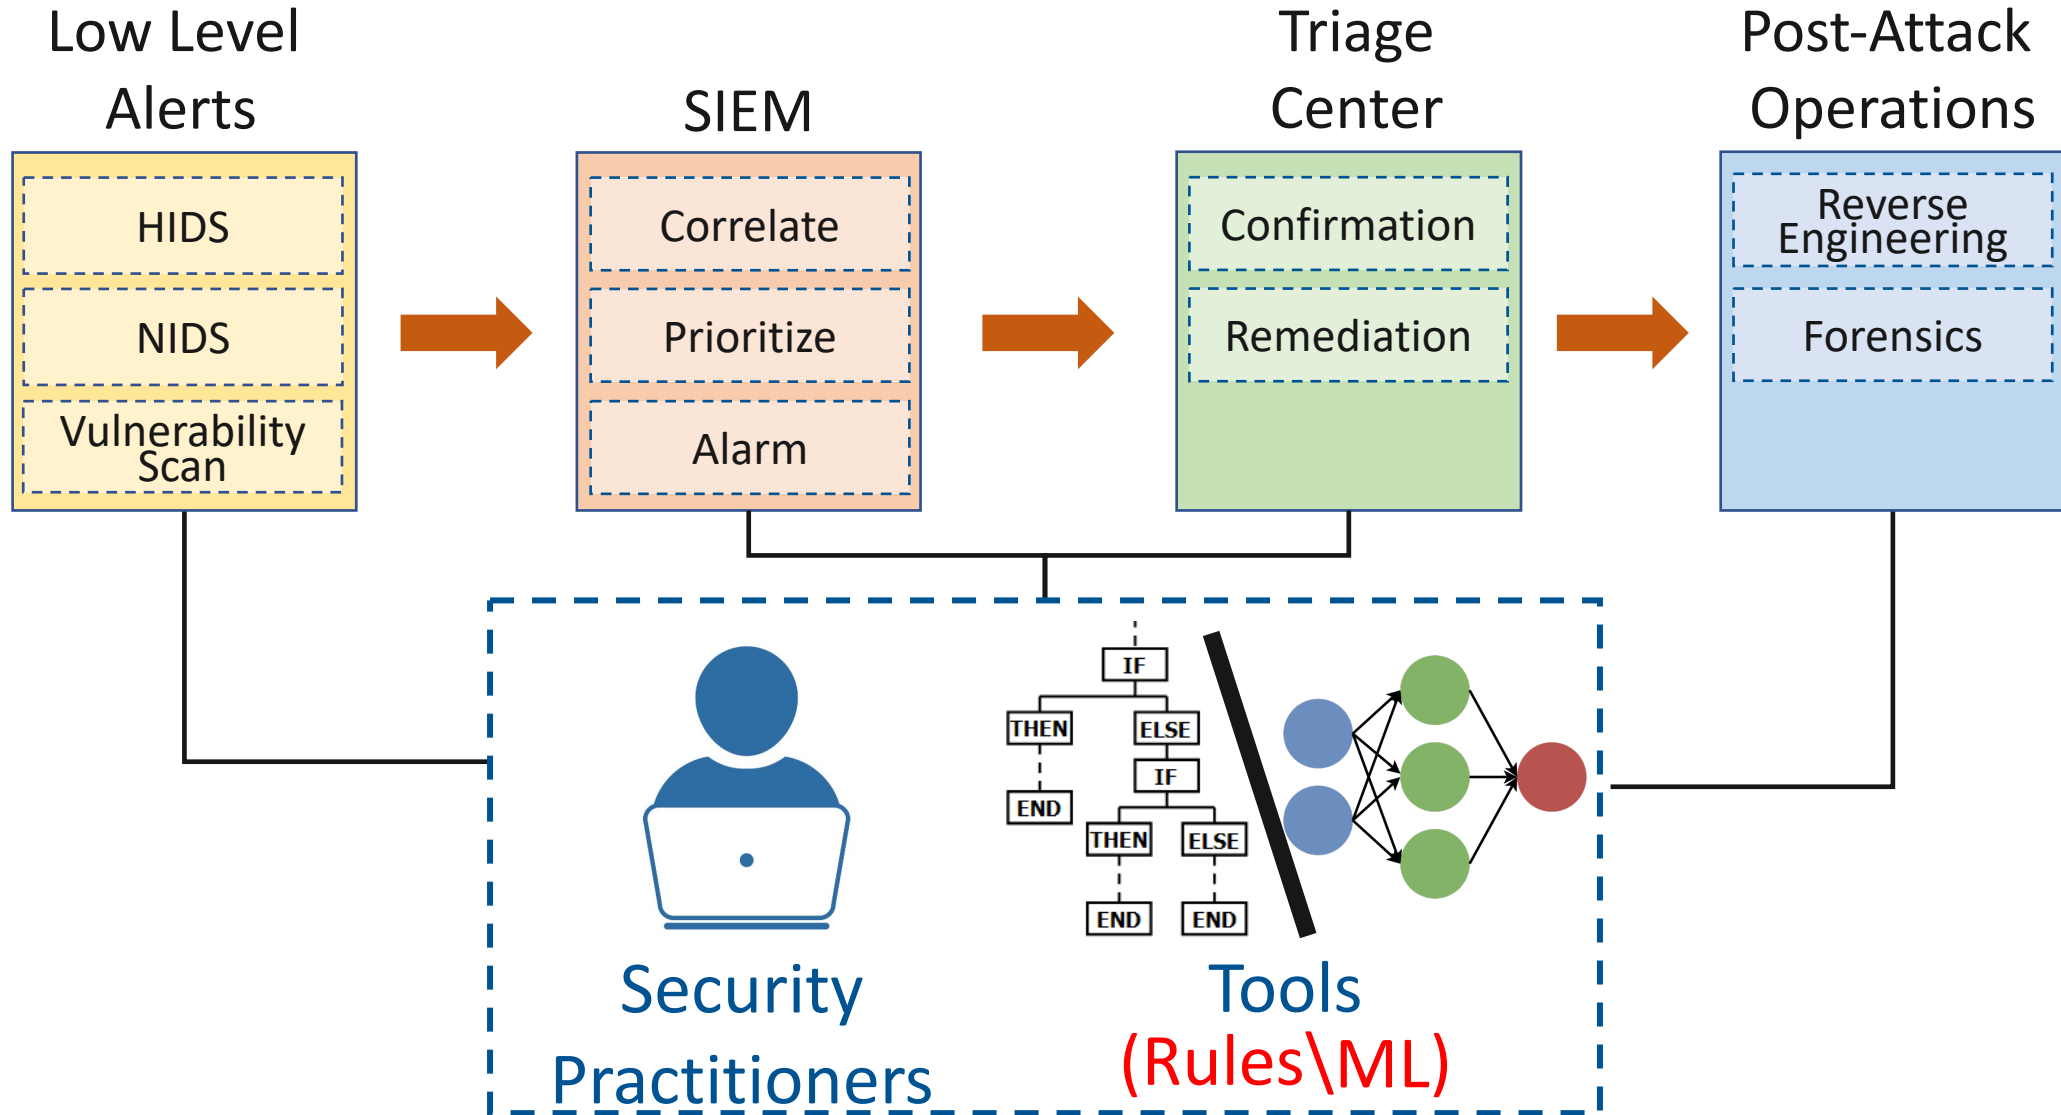 Low Level
Alerts
SIEM
Triage
Center
Post-Attack
Operations
HIDS
NIDS
Vulnerability
Scan
Correlate
Prioritize
Alarm
Confirmation
Remediation
Reverse
Engineering
Forensics
IF
THEN
ELSE
IF
END
THEN
ELSE
END
END
Security
Practitioners
Tools
(Rules\ML)